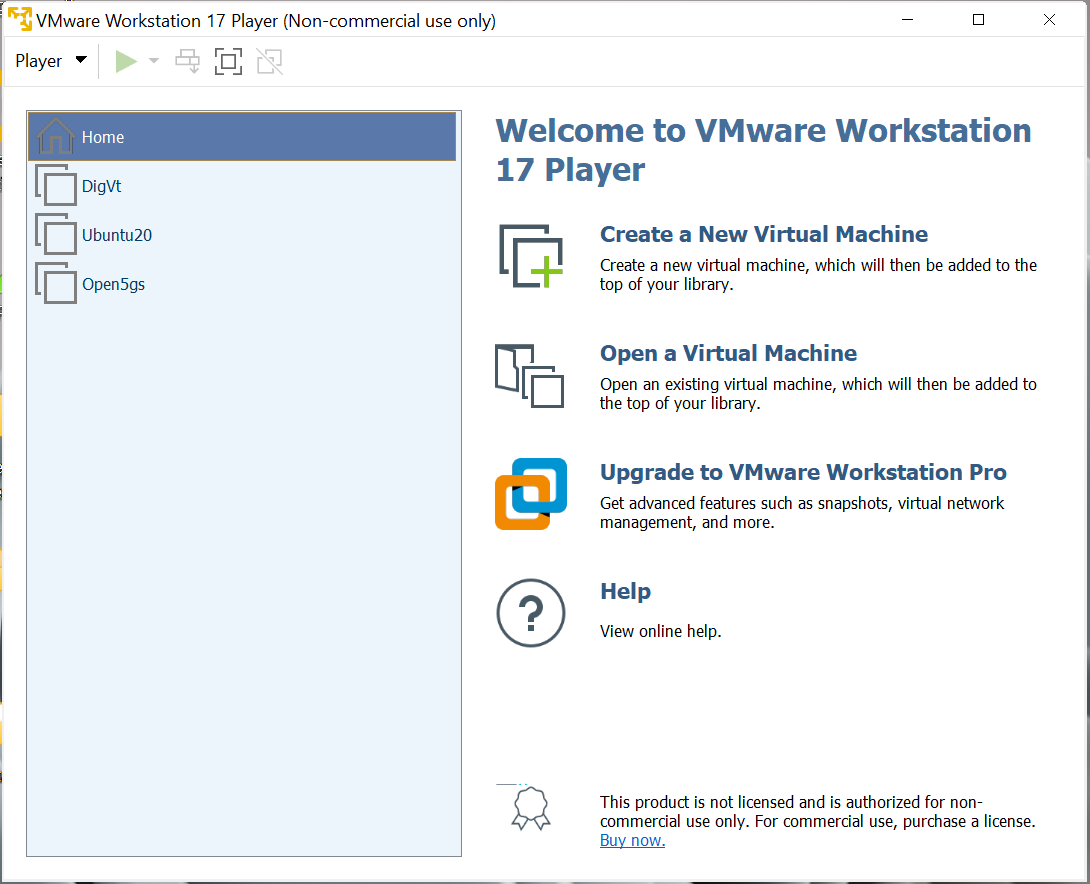 VMware Workstation 17 Player (Non-commercial use only)
Player
Home
DigVt
Ubuntu20
Open5gs
Welcome to VMware Workstation
17 Player
Create a New Virtual Machine
Create a new virtual machine, which will then be added to the
top of your library.
Open a Virtual Machine
Open an existing virtual machine, which will then be added to
the top of your library.
Upgrade to VMware Workstation Pro
Get advanced features such as snapshots, virtual network
management, and more.
?
Help
View online help.
This product is not licensed and is authorized for non-
commercial use only. For commercial use, purchase a license.
Buy now.